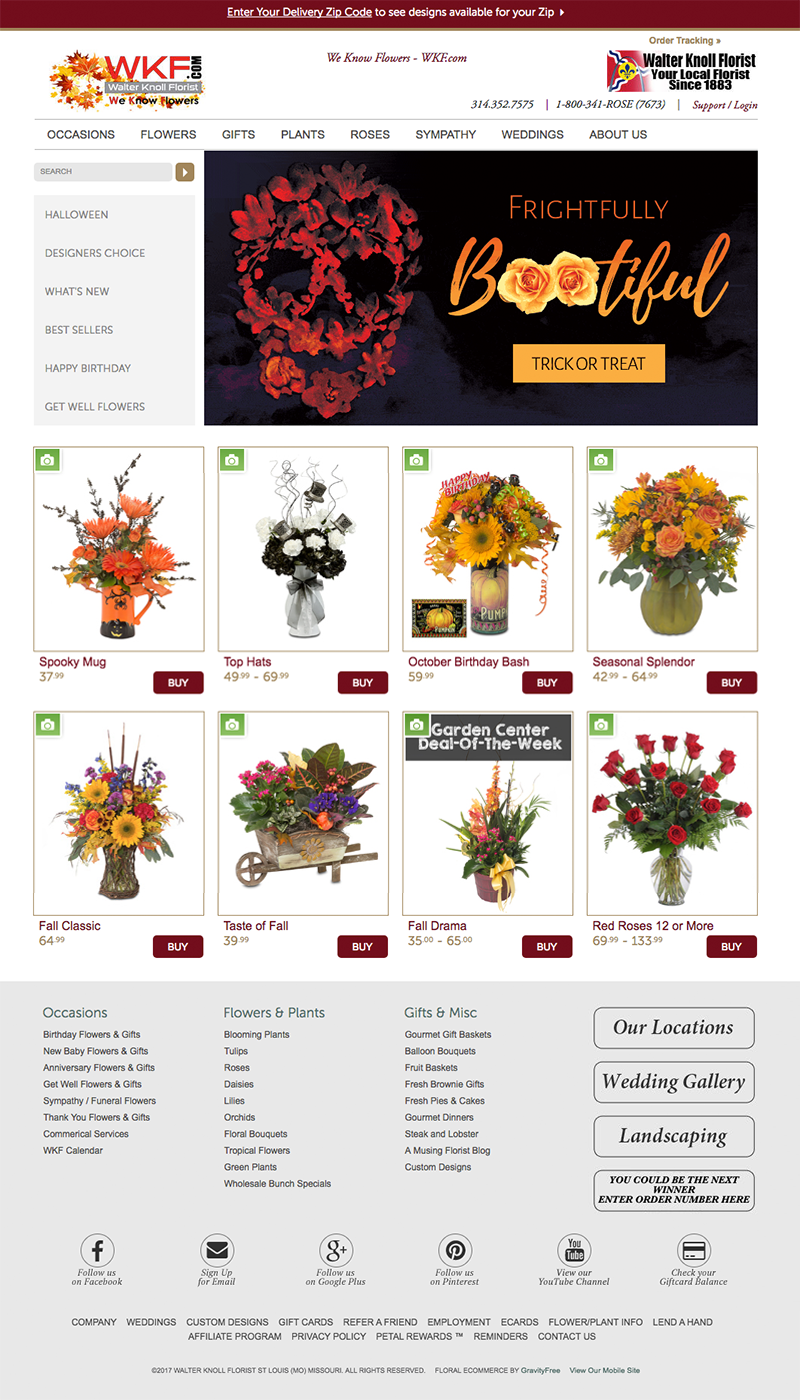 Enter Your Delivery Zip Code to see designs available for your Zip
Order Tracking »
WKF.COM
Walter Knoll Florist
We Know Flowers
We Know Flowers - WKF.com
Walter Knoll Florist
Your Local Florist
Since 1883
314.352.7575 | 1-800-341-ROSE (7673) | Support / Login
OCCASIONS FLOWERS GIFTS PLANTS ROSES SYMPATHY WEDDINGS ABOUT US
SEARCH
HALLOWEEN
DESIGNERS CHOICE
WHAT'S NEW
BEST SELLERS
HAPPY BIRTHDAY
GET WELL FLOWERS
FRIGHTFULLY
Bootiful
TRICK OR TREAT
HAPPY BIRTHDAY
PUMP
Spooky Mug
37.99
BUY
Top Hats
49.99 - 69.99
BUY
October Birthday Bash
59.99
BUY
Seasonal Splendor
42.99 - 64.99
BUY
Garden Center
Deal-Of-The-Week
Fall Classic
64.99
BUY
Taste of Fall
39.99
BUY
Fall Drama
35.00 - 65.00
BUY
Red Roses 12 or More
69.99 - 133.99
BUY
Occasions
Birthday Flowers & Gifts
New Baby Flowers & Gifts
Anniversary Flowers & Gifts
Get Well Flowers & Gifts
Sympathy / Funeral Flowers
Thank You Flowers & Gifts
Commerical Services
WKF Calendar
Flowers & Plants
Blooming Plants
Tulips
Roses
Daisies
Lilies
Orchids
Floral Bouquets
Tropical Flowers
Green Plants
Wholesale Bunch Specials
Gifts & Misc
Gourmet Gift Baskets
Balloon Bouquets
Fruit Baskets
Fresh Brownie Gifts
Fresh Pies & Cakes
Gourmet Dinners
Steak and Lobster
A Musing Florist Blog
Custom Designs
Our Locations
Wedding Gallery
Landscaping
YOU COULD BE THE NEXT
WINNER
ENTER ORDER NUMBER HERE
Follow us
on Facebook
Sign Up
for Email
g+
Follow us
on Google Plus
Follow us
on Pinterest
You
Tube
View our
YouTube Channel
Check your
Giftcard Balance
COMPANY WEDDINGS CUSTOM DESIGNS GIFT CARDS REFER A FRIEND EMPLOYMENT ECARDS FLOWER/PLANT INFO LEND A HAND
AFFILIATE PROGRAM PRIVACY POLICY PETAL REWARDS ™ REMINDERS CONTACT US
©2017 WALTER KNOLL FLORIST ST LOUIS (MO) MISSOURI. ALL RIGHTS RESERVED. FLORAL ECOMMERCE BY GravityFree View Our Mobile Site